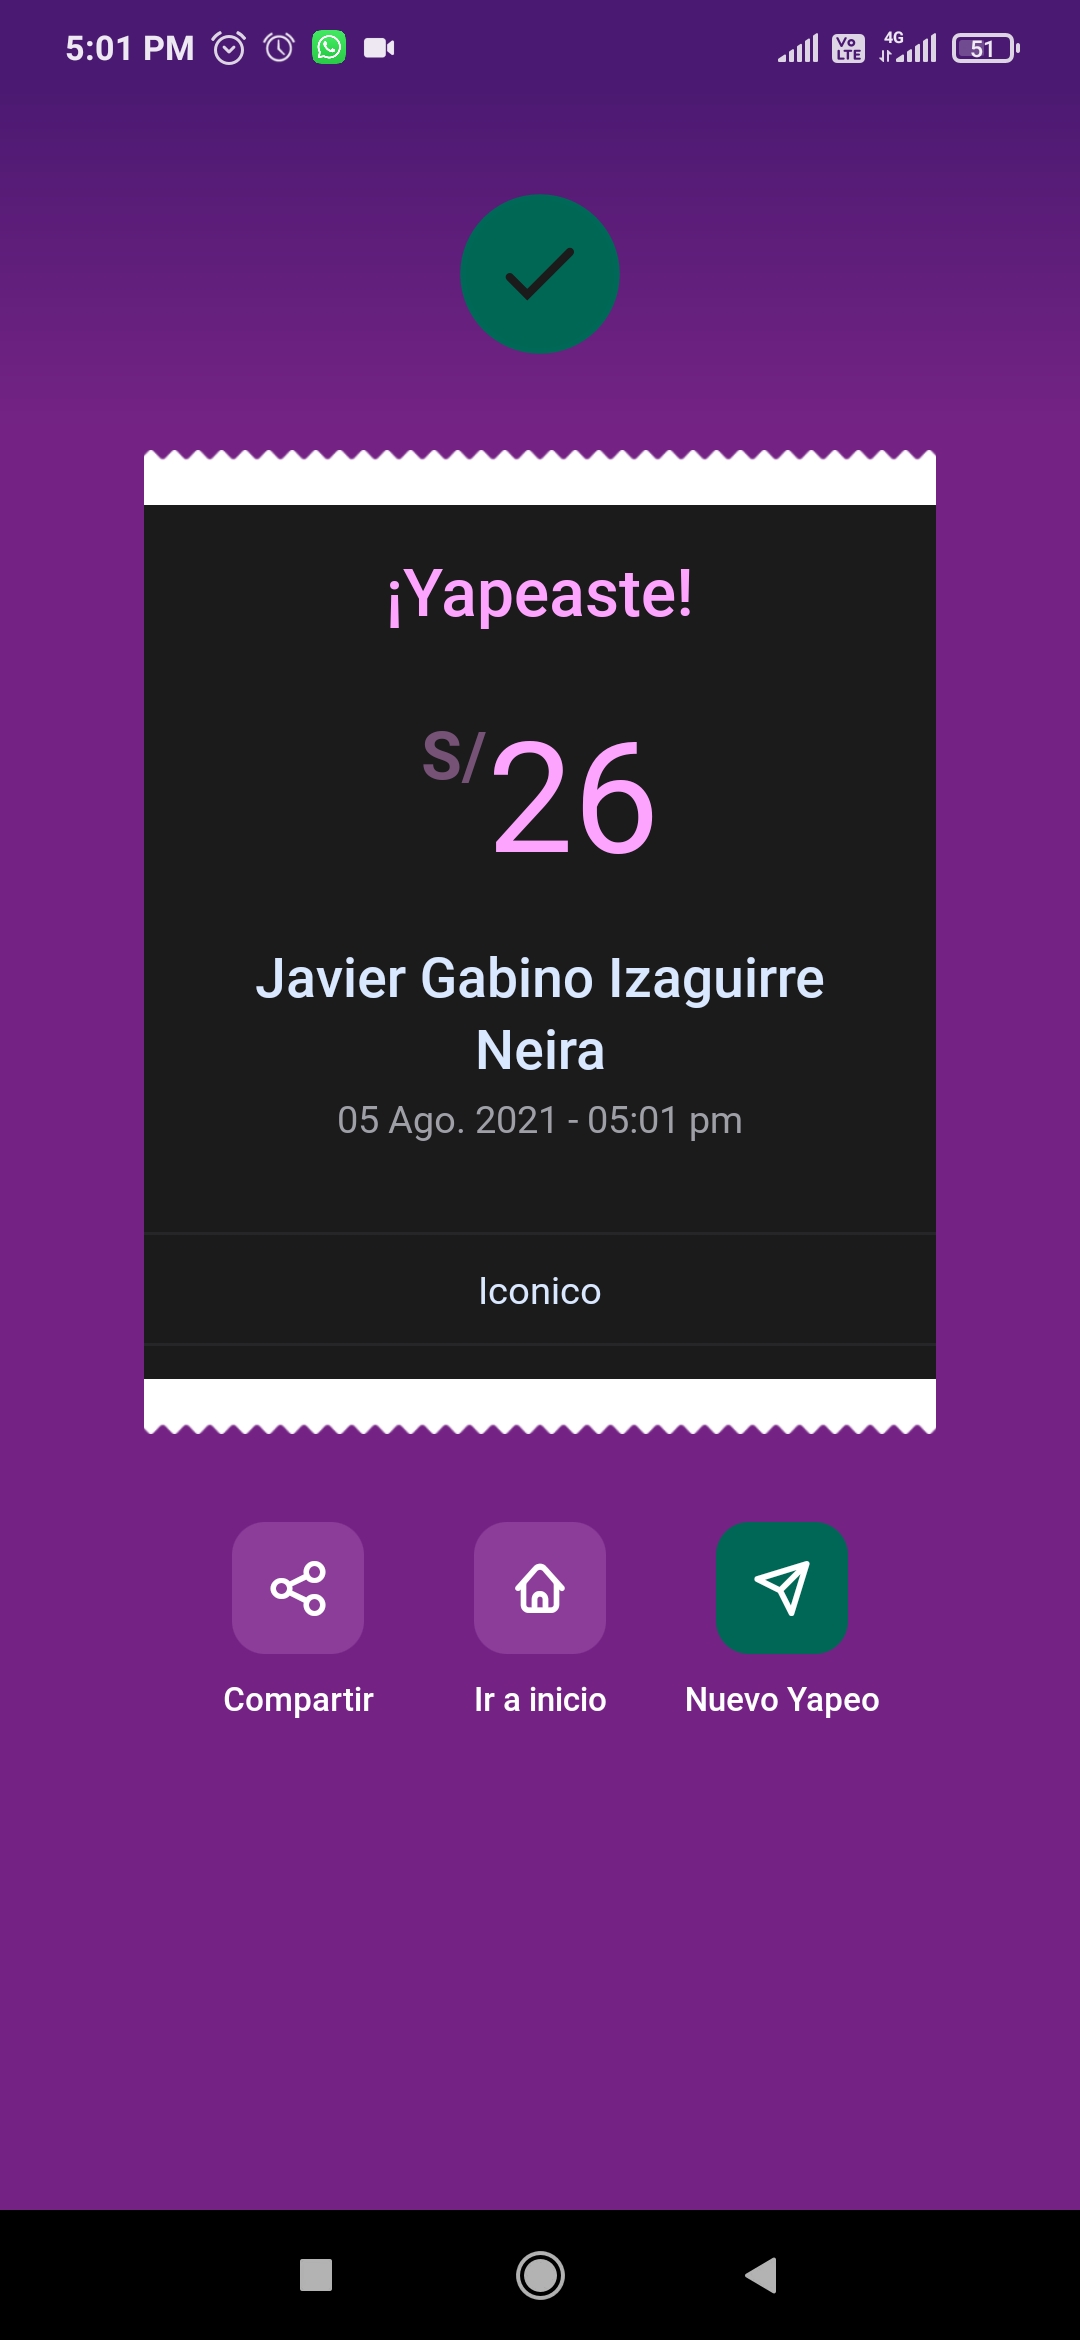 5:01 PM
Vo LTE
4G
51
¡Yapeaste!
S/26
Javier Gabino Izaguirre
Neira
05 Ago. 2021 - 05:01 pm
Iconico
Compartir
Ir a inicio
Nuevo Yapeo